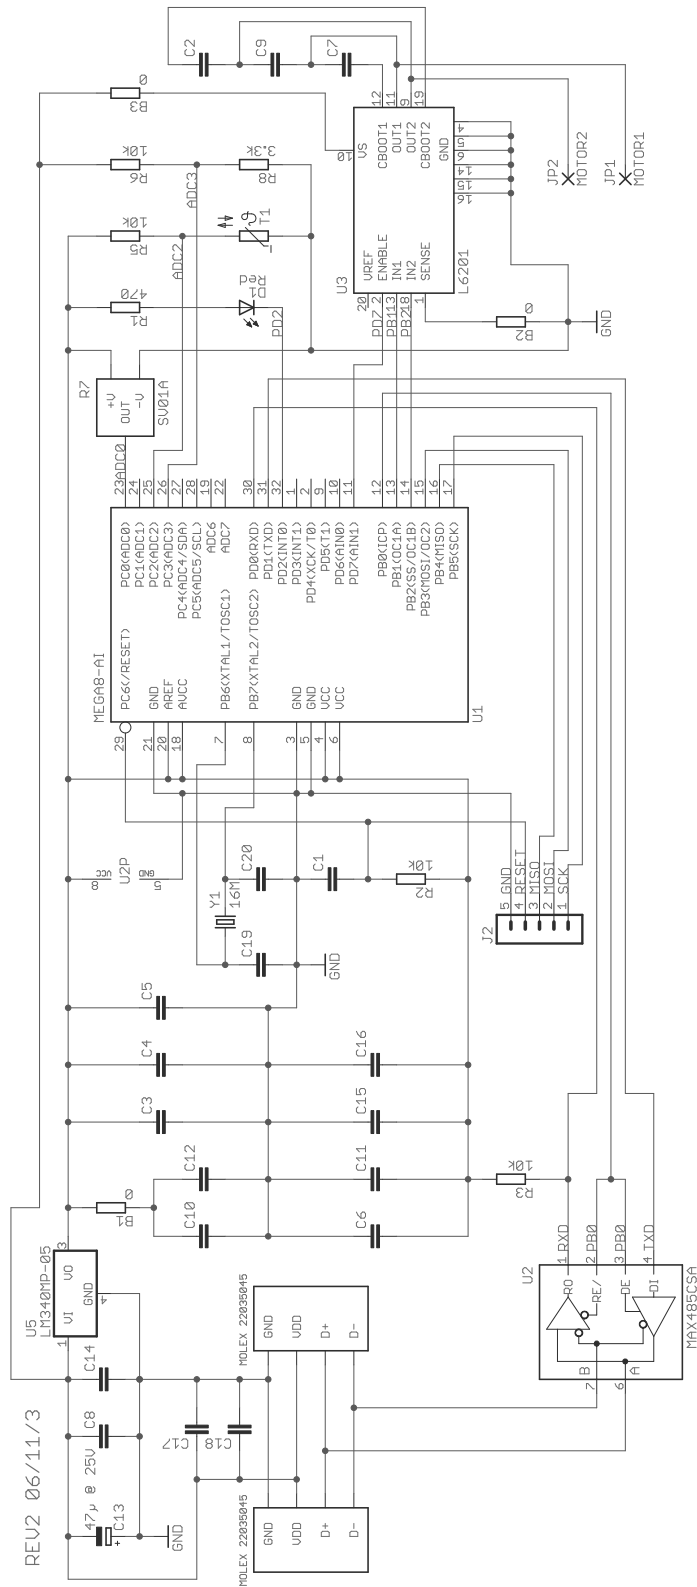 C2
C9
C7
0
B3
12
11
9
19
CBOOT1
OUT1
OUT2
CBOOT2
VS
10
GND
4
5
6
14
15
16
JP2
MOTOR2
JP1
MOTOR1
10k
R6
3.3k
R8
ADC3
10k
R5
ϑ
T1
ADC2
470
R1
D1
Red
PD2
U3
VREF
ENABLE
IN1
IN2
SENSE
L6201
20
2
13
18
1
PD7
PB1
PB2
0
B2
GND
R7
+V
OUT
-V
SV01A
ADC0
23
24
25
26
27
28
19
22
30
31
32
1
2
9
10
11
12
13
14
15
16
17
PC0(ADC0)
PC1(ADC1)
PC2(ADC2)
PC3(ADC3)
PC4(ADC4/SDA)
PC5(ADC5/SCL)
ADC6
ADC7
PD0(RXD)
PD1(TXD)
PD2(INT0)
PD3(INT1)
PD4(XCK/T0)
PD5(T1)
PD6(AIN0)
PD7(AIN1)
PB0(ICP)
PB1(OC1A)
PB2(SS/OC1B)
PB3(MOSI/OC2)
PB4(MISO)
PB5(SCK)
MEGA8-AI
PC6(/RESET)
GND
AREF
AVCC
PB6(XTAL1/TOSC1)
PB7(XTAL2/TOSC2)
GND
GND
VCC
VCC
U1
29
21
20
18
7
8
3
5
4
6
8
VCC
U2P
GND
5
Y1
16M
C20
C1
10k
R2
C19
GND
J2
5 GND
4 RESET
3 MISO
2 MOSI
1 SCK
C5
C4
C3
C16
C15
C12
C11
0
B1
C10
C6
10k
R3
3
VO
VI
GND
4
1
U5
LM340MP-05
C14
C8
47µ @ 25V
C13
+
GND
C17
C18
MOLEX 22035045
GND
VDD
D+
D-
MOLEX 22035045
GND
VDD
D+
D-
1 RXD
2 PB0
3 PB0
4 TXD
U2
RO
RE/
DE
DI
B
A
7
6
MAX485CSA
REV2 06/11/3